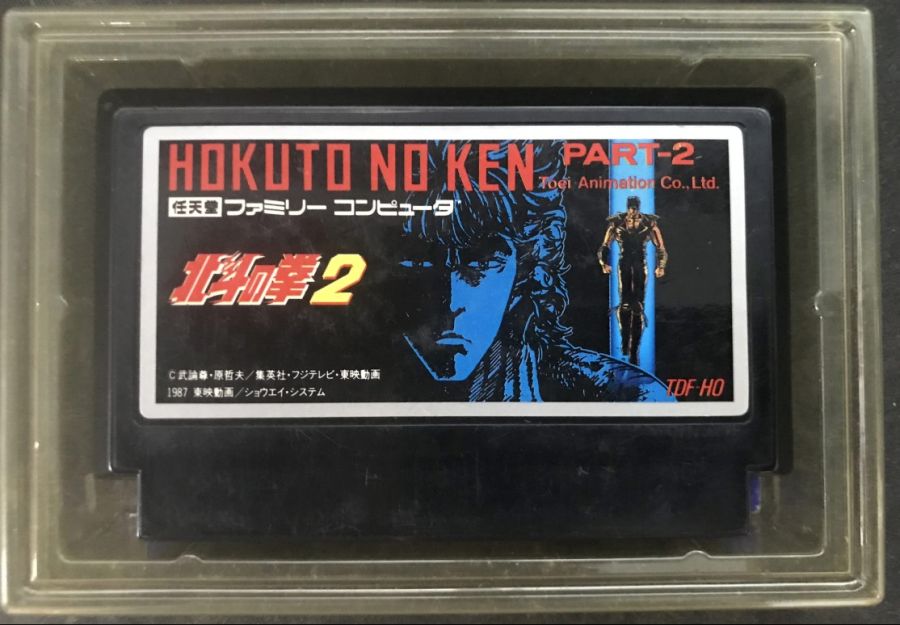 HOKUTO NO KEN PART-2
Toei Animation Co., Ltd.
任天堂 ファミリー コンピュータ™
北斗の拳2
©武論尊・原哲夫／集英社・フジテレビ・東映動画
1987 東映動画／ショウエイ・システム
TDF-HO